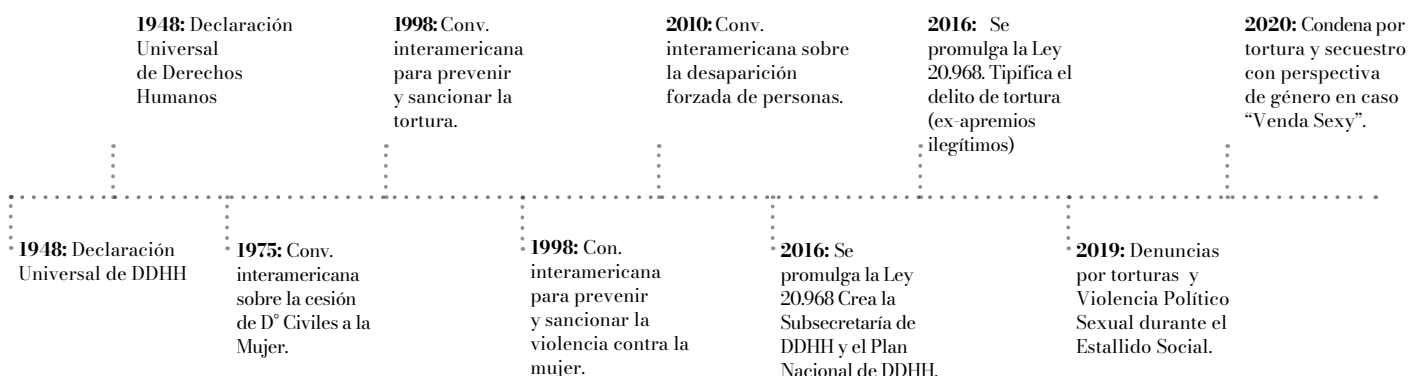 1948: Declaración
Universal
de Derechos
Humanos
1998: Conv.
interamericana
para prevenir
y sancionar la
tortura.
2010: Conv.
interamericana sobre
la desaparición
forzada de personas.
2016: Se
promulga la Ley
20.968. Tipifica el
delito de tortura
(ex-apremios
ilegítimos)
2020: Condena por
tortura y secuestro
con perspectiva
de género en caso
“Venda Sexy”.
1948: Declaración
Universal de DDHH
1975: Conv.
interamericana
sobre la cesión
de D° Civiles a la
Mujer.
1998: Con.
interamericana
para prevenir
y sancionar la
violencia contra la
mujer.
2016: Se
promulga la Ley
20.968 Crea la
Subsecretaría de
DDHH y el Plan
Nacional de DDHH.
2019: Denuncias
por torturas y
Violencia Político
Sexual durante el
Estallido Social.